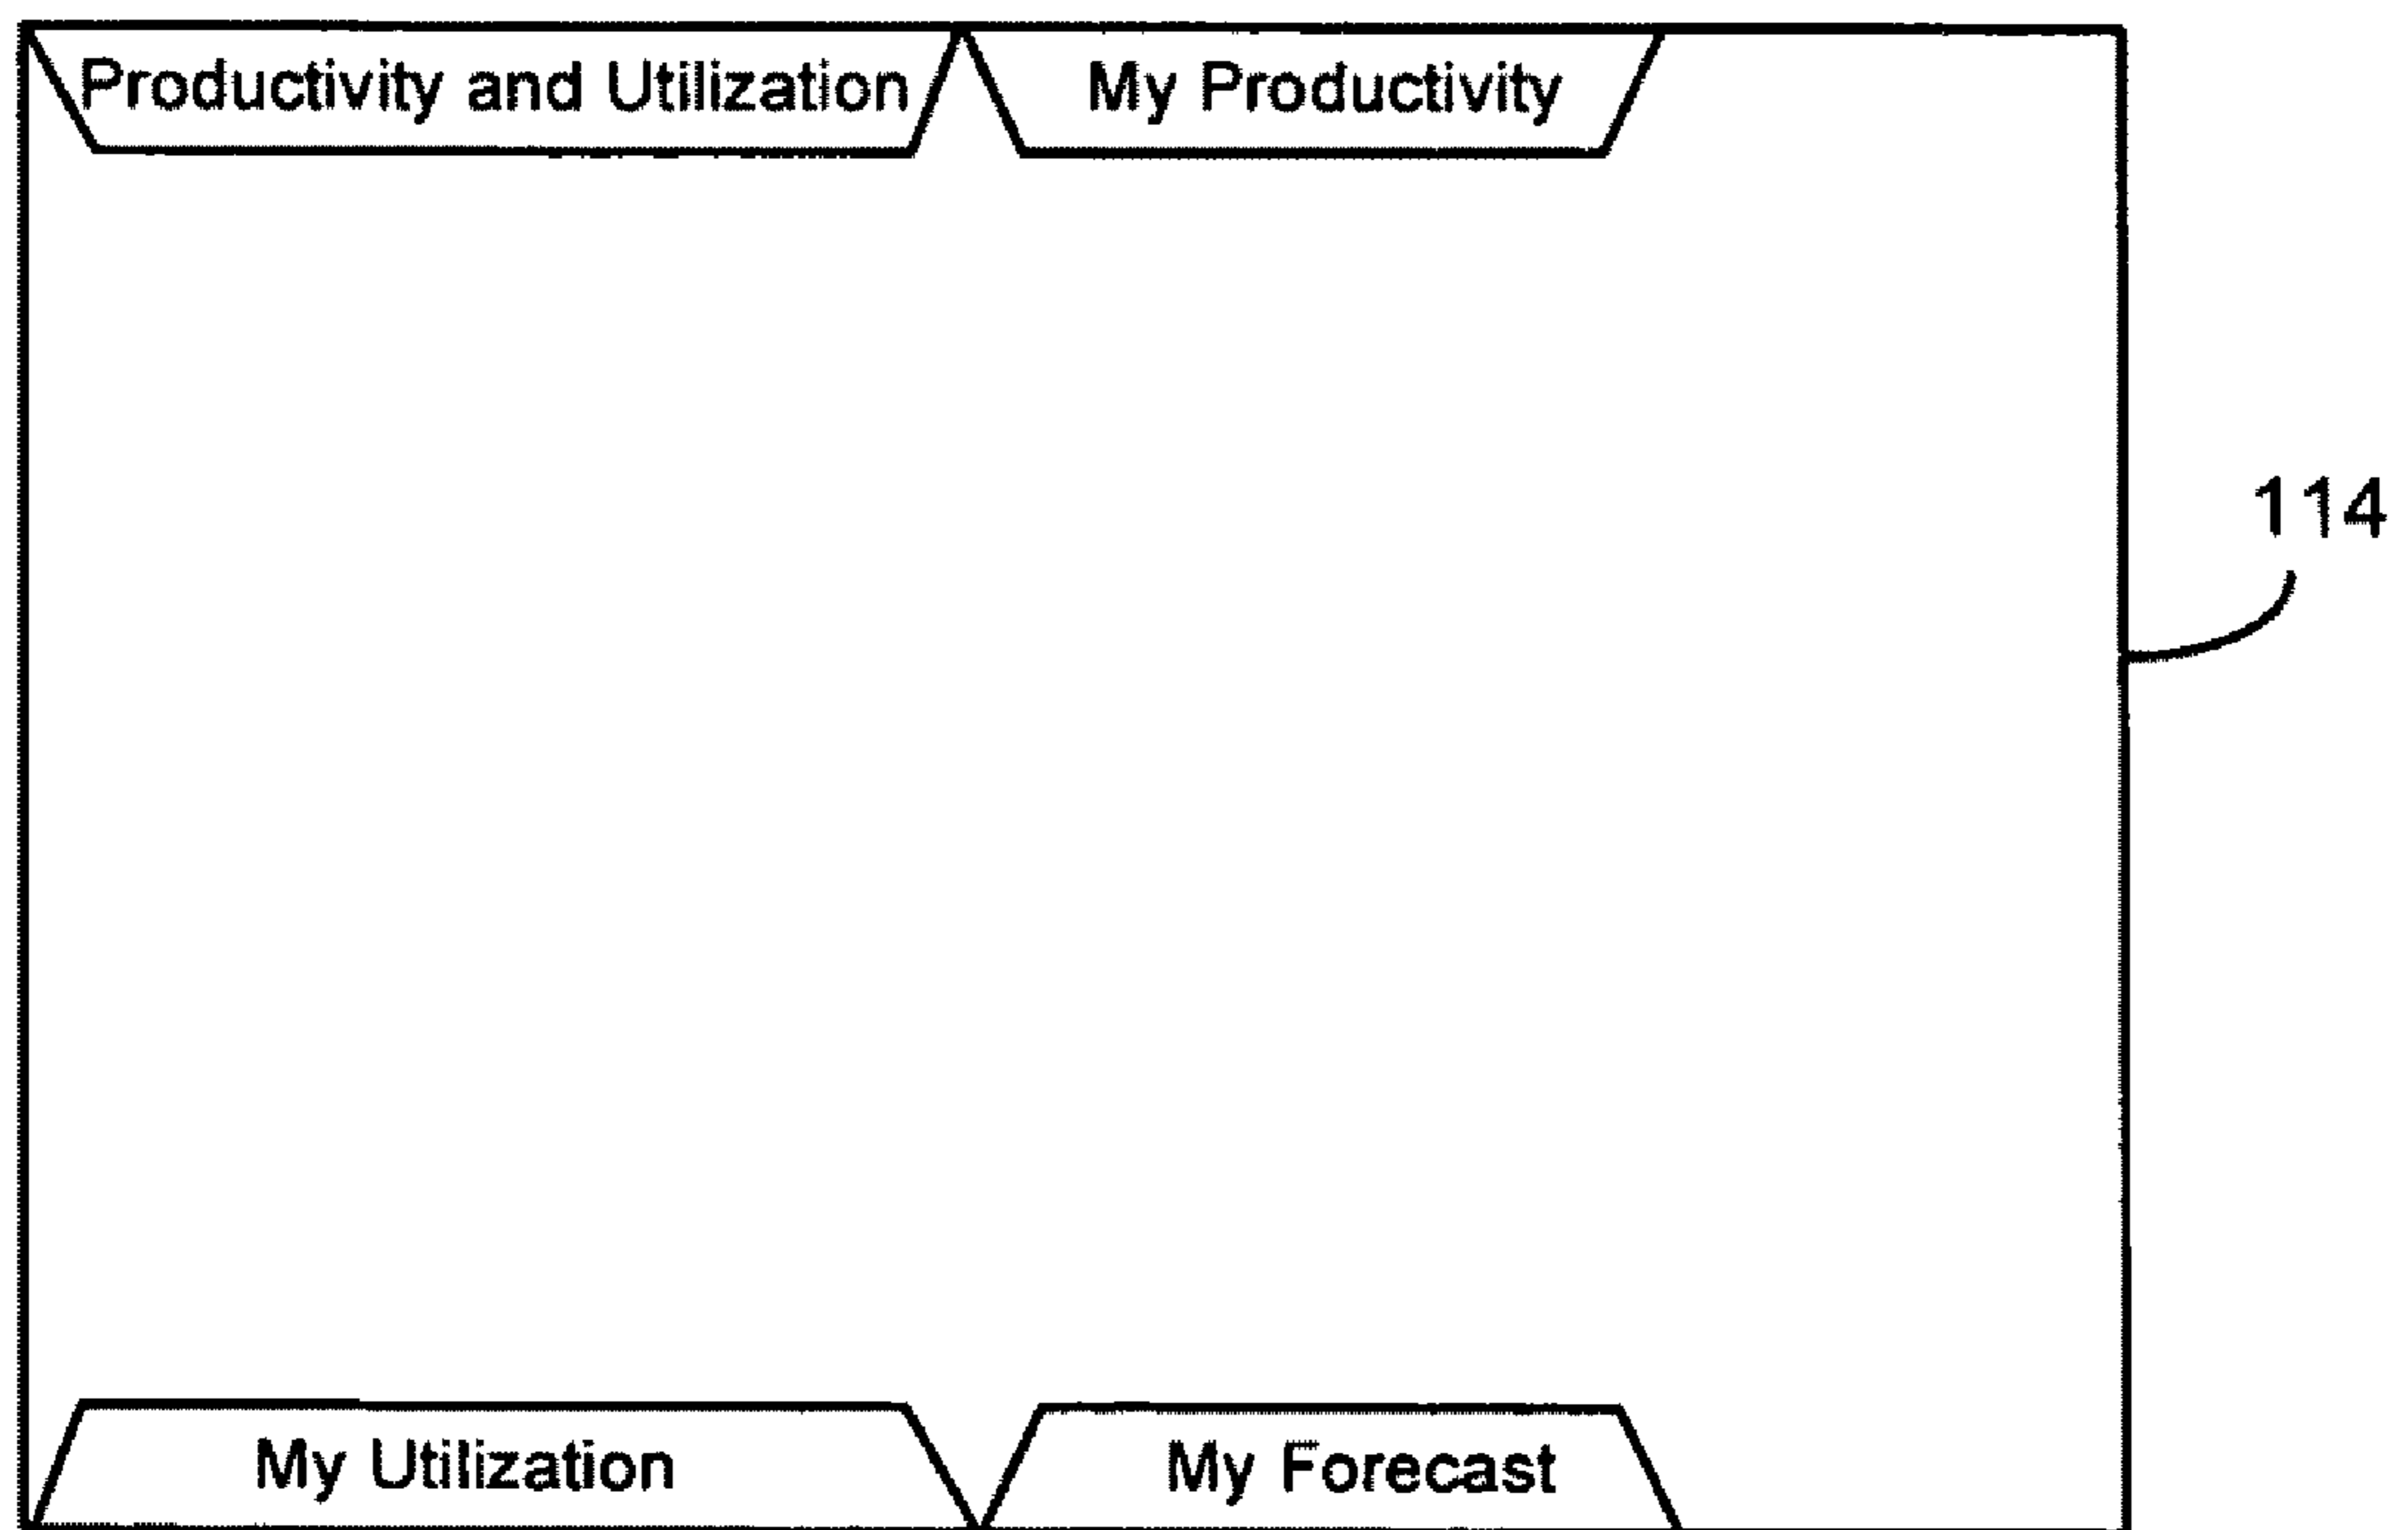 Productivity and Utilization
My Productivity
114
My Utilization
My Forecast